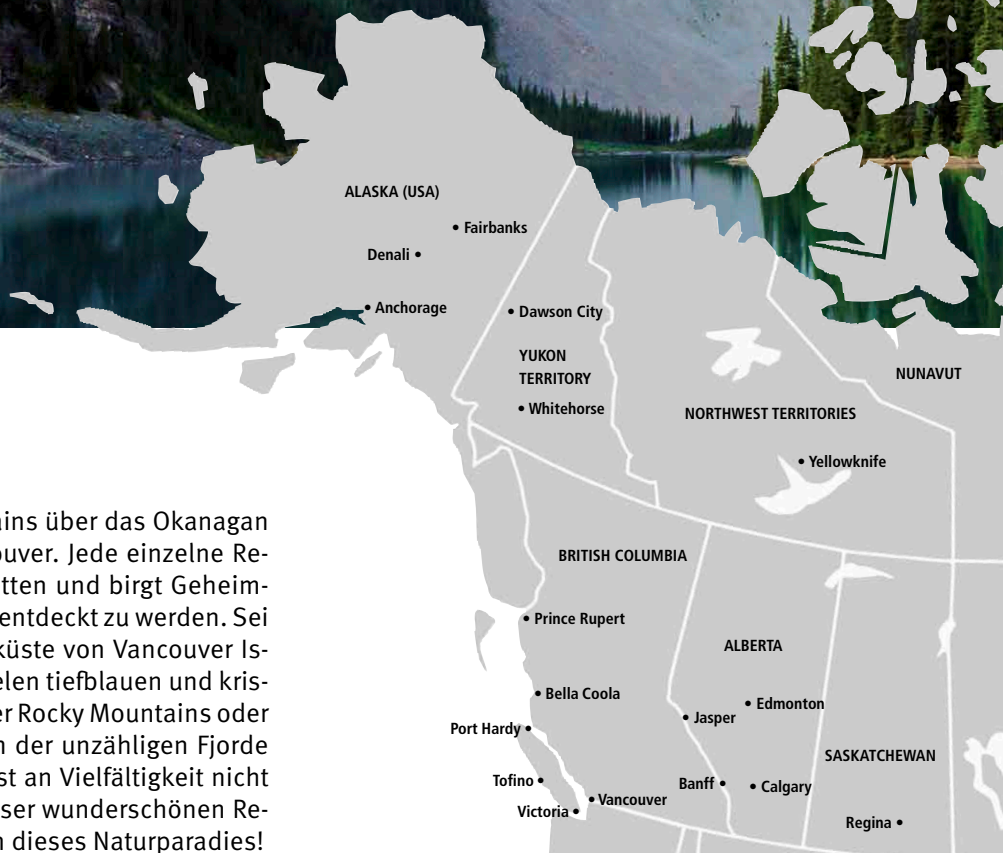 ALASKA (USA)
• Fairbanks
Denali •
• Anchorage
• Dawson City
YUKON
TERRITORY
• Whitehorse
NUNAVUT
NORTHWEST TERRITORIES
• Yellowknife
BRITISH COLUMBIA
• Prince Rupert
ALBERTA
• Bella Coola
• Edmonton
• Jasper
Port Hardy •
SASKATCHEWAN
Tofino •
Banff •
• Calgary
• Vancouver
Victoria •
Regina •
ains über das Okanagan
ouver. Jede einzelne Re-
tten und birgt Geheim-
entdeckt zu werden. Sei
küste von Vancouver Is-
elen tiefblauen und kris-
er Rocky Mountains oder
n der unzähligen Fjorde
st an Vielfältigkeit nicht
ser wunderschönen Re-
n dieses Naturparadies!